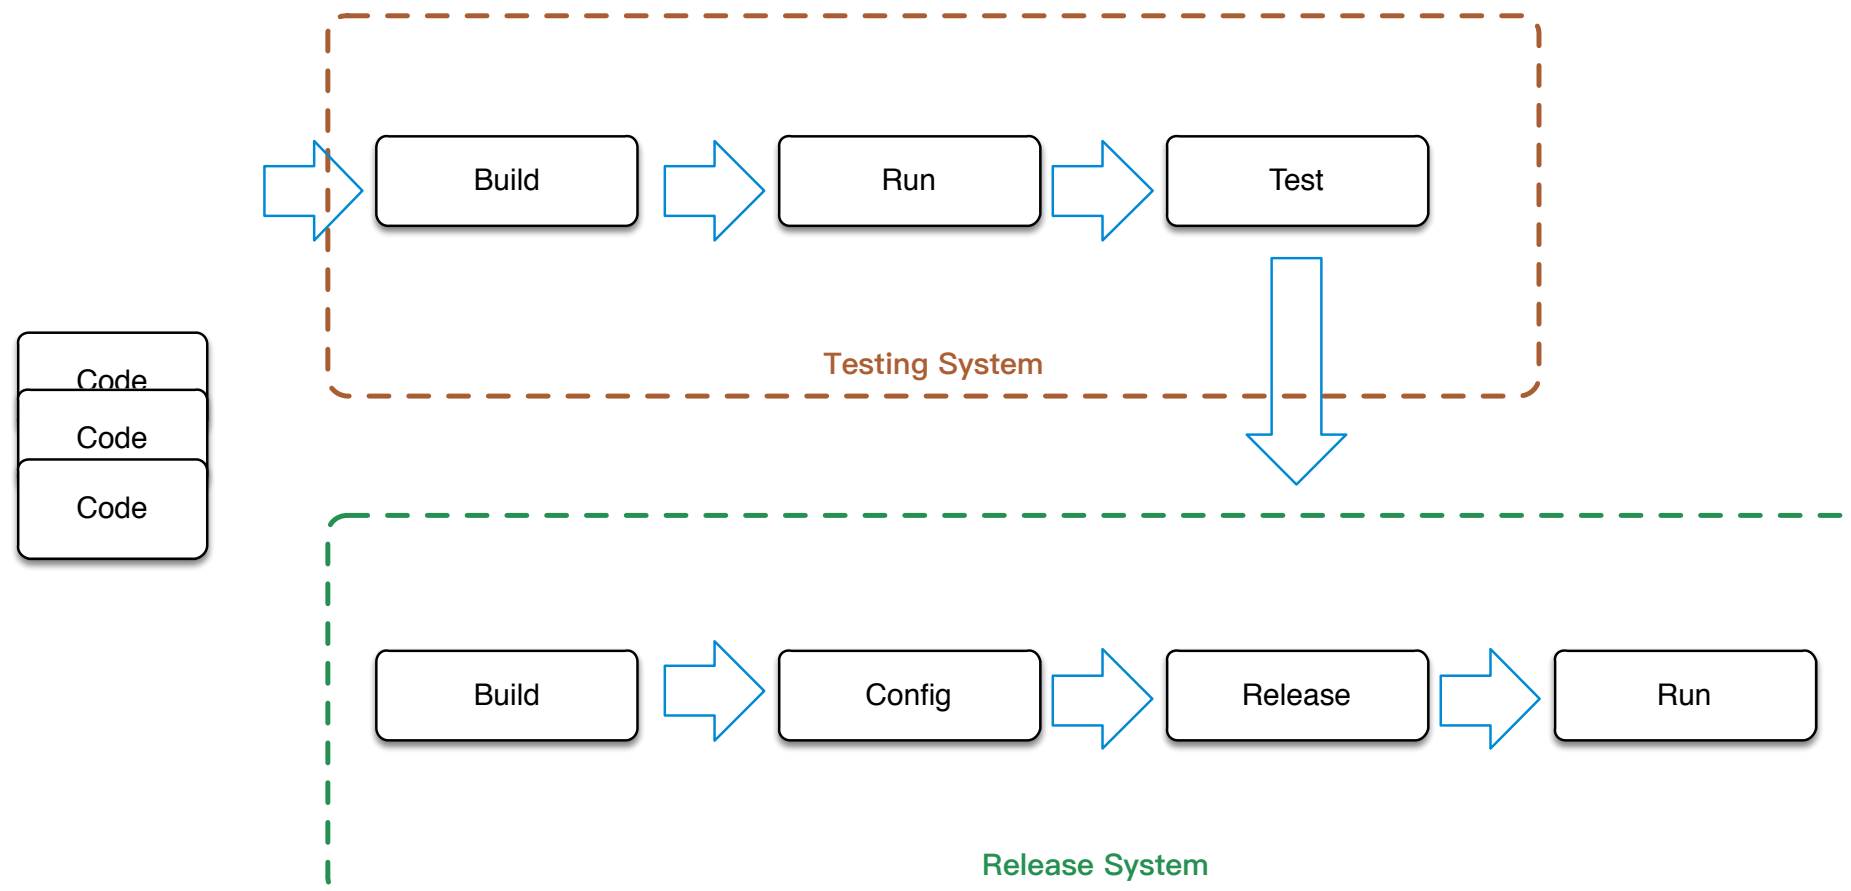 Build
Run
Test
Testing System
Code
Code
Code
Build
Config
Release
Run
Release System